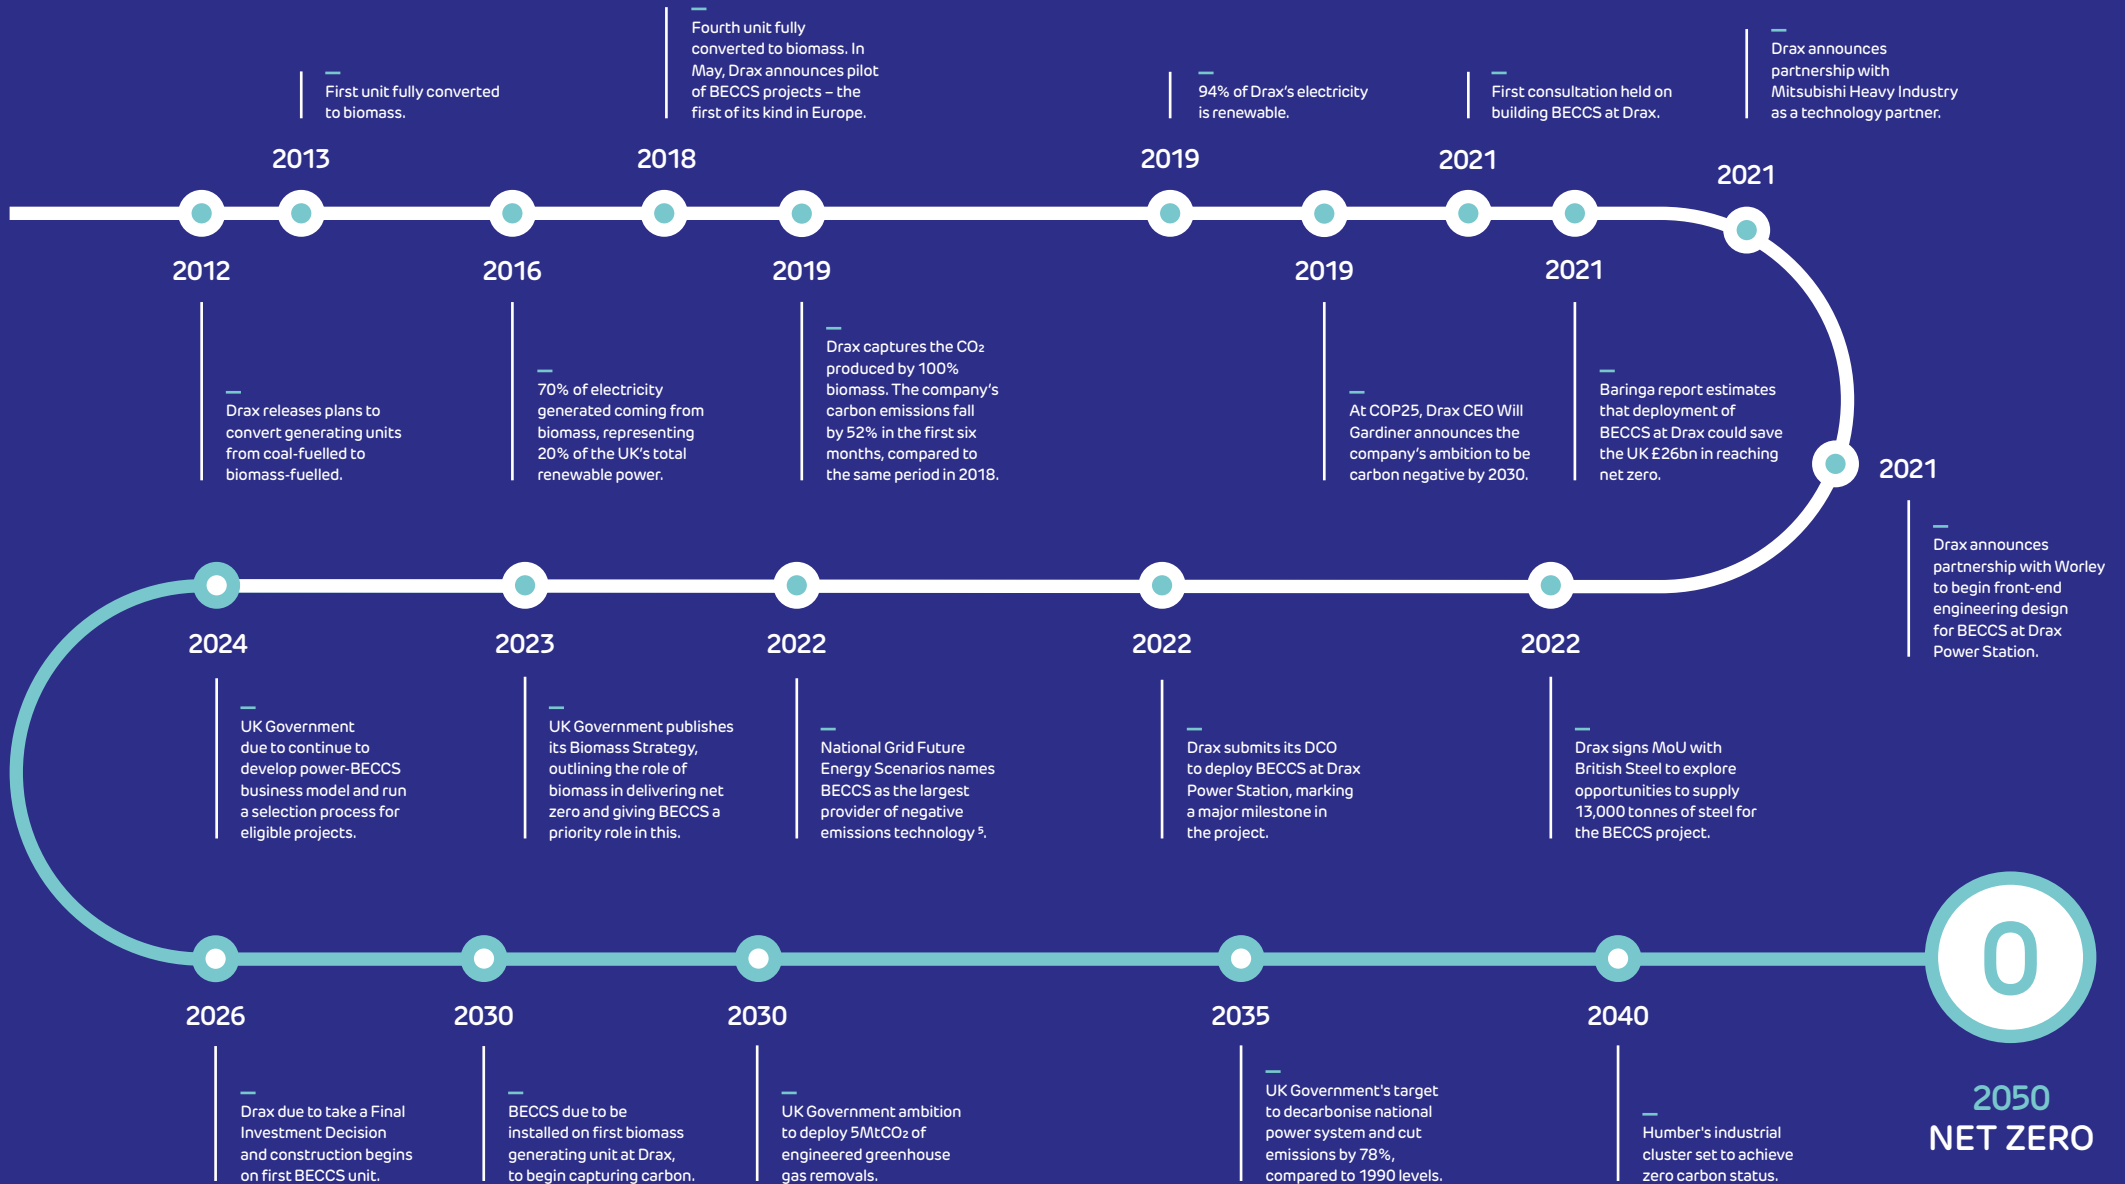 2012
Drax releases plans to
convert generating units
from coal-fuelled to
biomass-fuelled.
2013
First unit fully converted
to biomass.
2016
70% of electricity
generated coming from
biomass, representing
20% of the UK's total
renewable power.
2018
Fourth unit fully
converted to biomass. In
May, Drax announces pilot
of BECCS projects – the
first of its kind in Europe.
2019
Drax captures the CO₂
produced by 100%
biomass. The company's
carbon emissions fall
by 52% in the first six
months, compared to
the same period in 2018.
2019
94% of Drax's electricity
is renewable.
2019
At COP25, Drax CEO Will
Gardiner announces the
company's ambition to be
carbon negative by 2030.
2021
First consultation held on
building BECCS at Drax.
2021
Baringa report estimates
that deployment of
BECCS at Drax could save
the UK £26bn in reaching
net zero.
2021
Drax announces
partnership with
Mitsubishi Heavy Industry
as a technology partner.
2021
Drax announces
partnership with Worley
to begin front-end
engineering design
for BECCS at Drax
Power Station.
2022
Drax signs MoU with
British Steel to explore
opportunities to supply
13,000 tonnes of steel for
the BECCS project.
2022
Drax submits its DCO
to deploy BECCS at Drax
Power Station, marking
a major milestone in
the project.
2022
National Grid Future
Energy Scenarios names
BECCS as the largest
provider of negative
emissions technology ⁵.
2023
UK Government publishes
its Biomass Strategy,
outlining the role of
biomass in delivering net
zero and giving BECCS a
priority role in this.
2024
UK Government
due to continue to
develop power-BECCS
business model and run
a selection process for
eligible projects.
2026
Drax due to take a Final
Investment Decision
and construction begins
on first BECCS unit.
2030
BECCS due to be
installed on first biomass
generating unit at Drax,
to begin capturing carbon.
2030
UK Government ambition
to deploy 5MtCO₂ of
engineered greenhouse
gas removals.
2035
UK Government's target
to decarbonise national
power system and cut
emissions by 78%,
compared to 1990 levels.
2040
Humber's industrial
cluster set to achieve
zero carbon status.
0
2050
NET ZERO